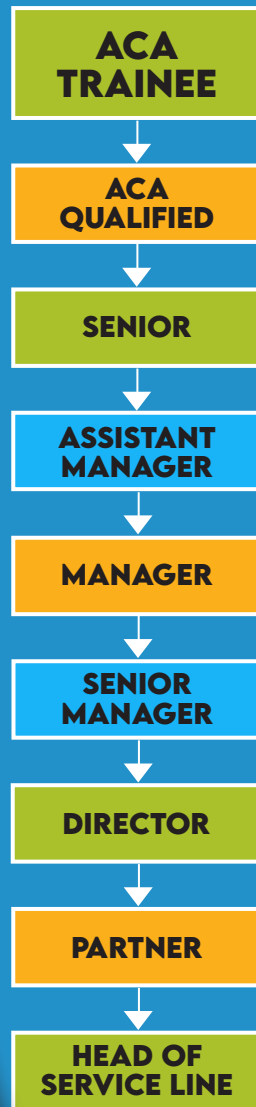 ACA
TRAINEE
ACA
QUALIFIED
SENIOR
ASSISTANT
MANAGER
MANAGER
SENIOR
MANAGER
DIRECTOR
PARTNER
HEAD OF
SERVICE LINE